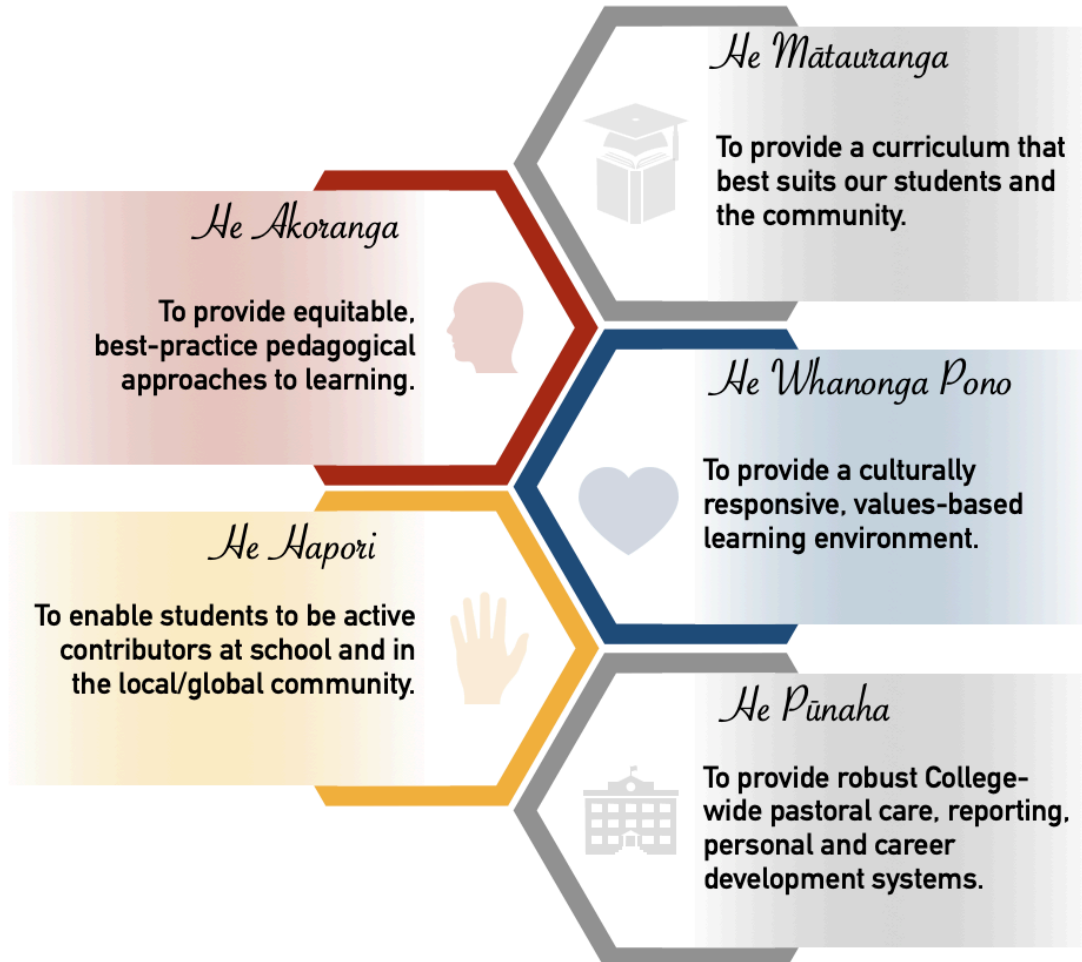 He Mātauranga
To provide a curriculum that
best suits our students and
the community.
He Akoranga
To provide equitable,
best-practice pedagogical
approaches to learning.
He Whanonga Pono
To provide a culturally
responsive, values-based
learning environment.
He Hapori
To enable students to be active
contributors at school and in
the local/global community.
He Pūnaha
To provide robust College-
wide pastoral care, reporting,
personal and career
development systems.